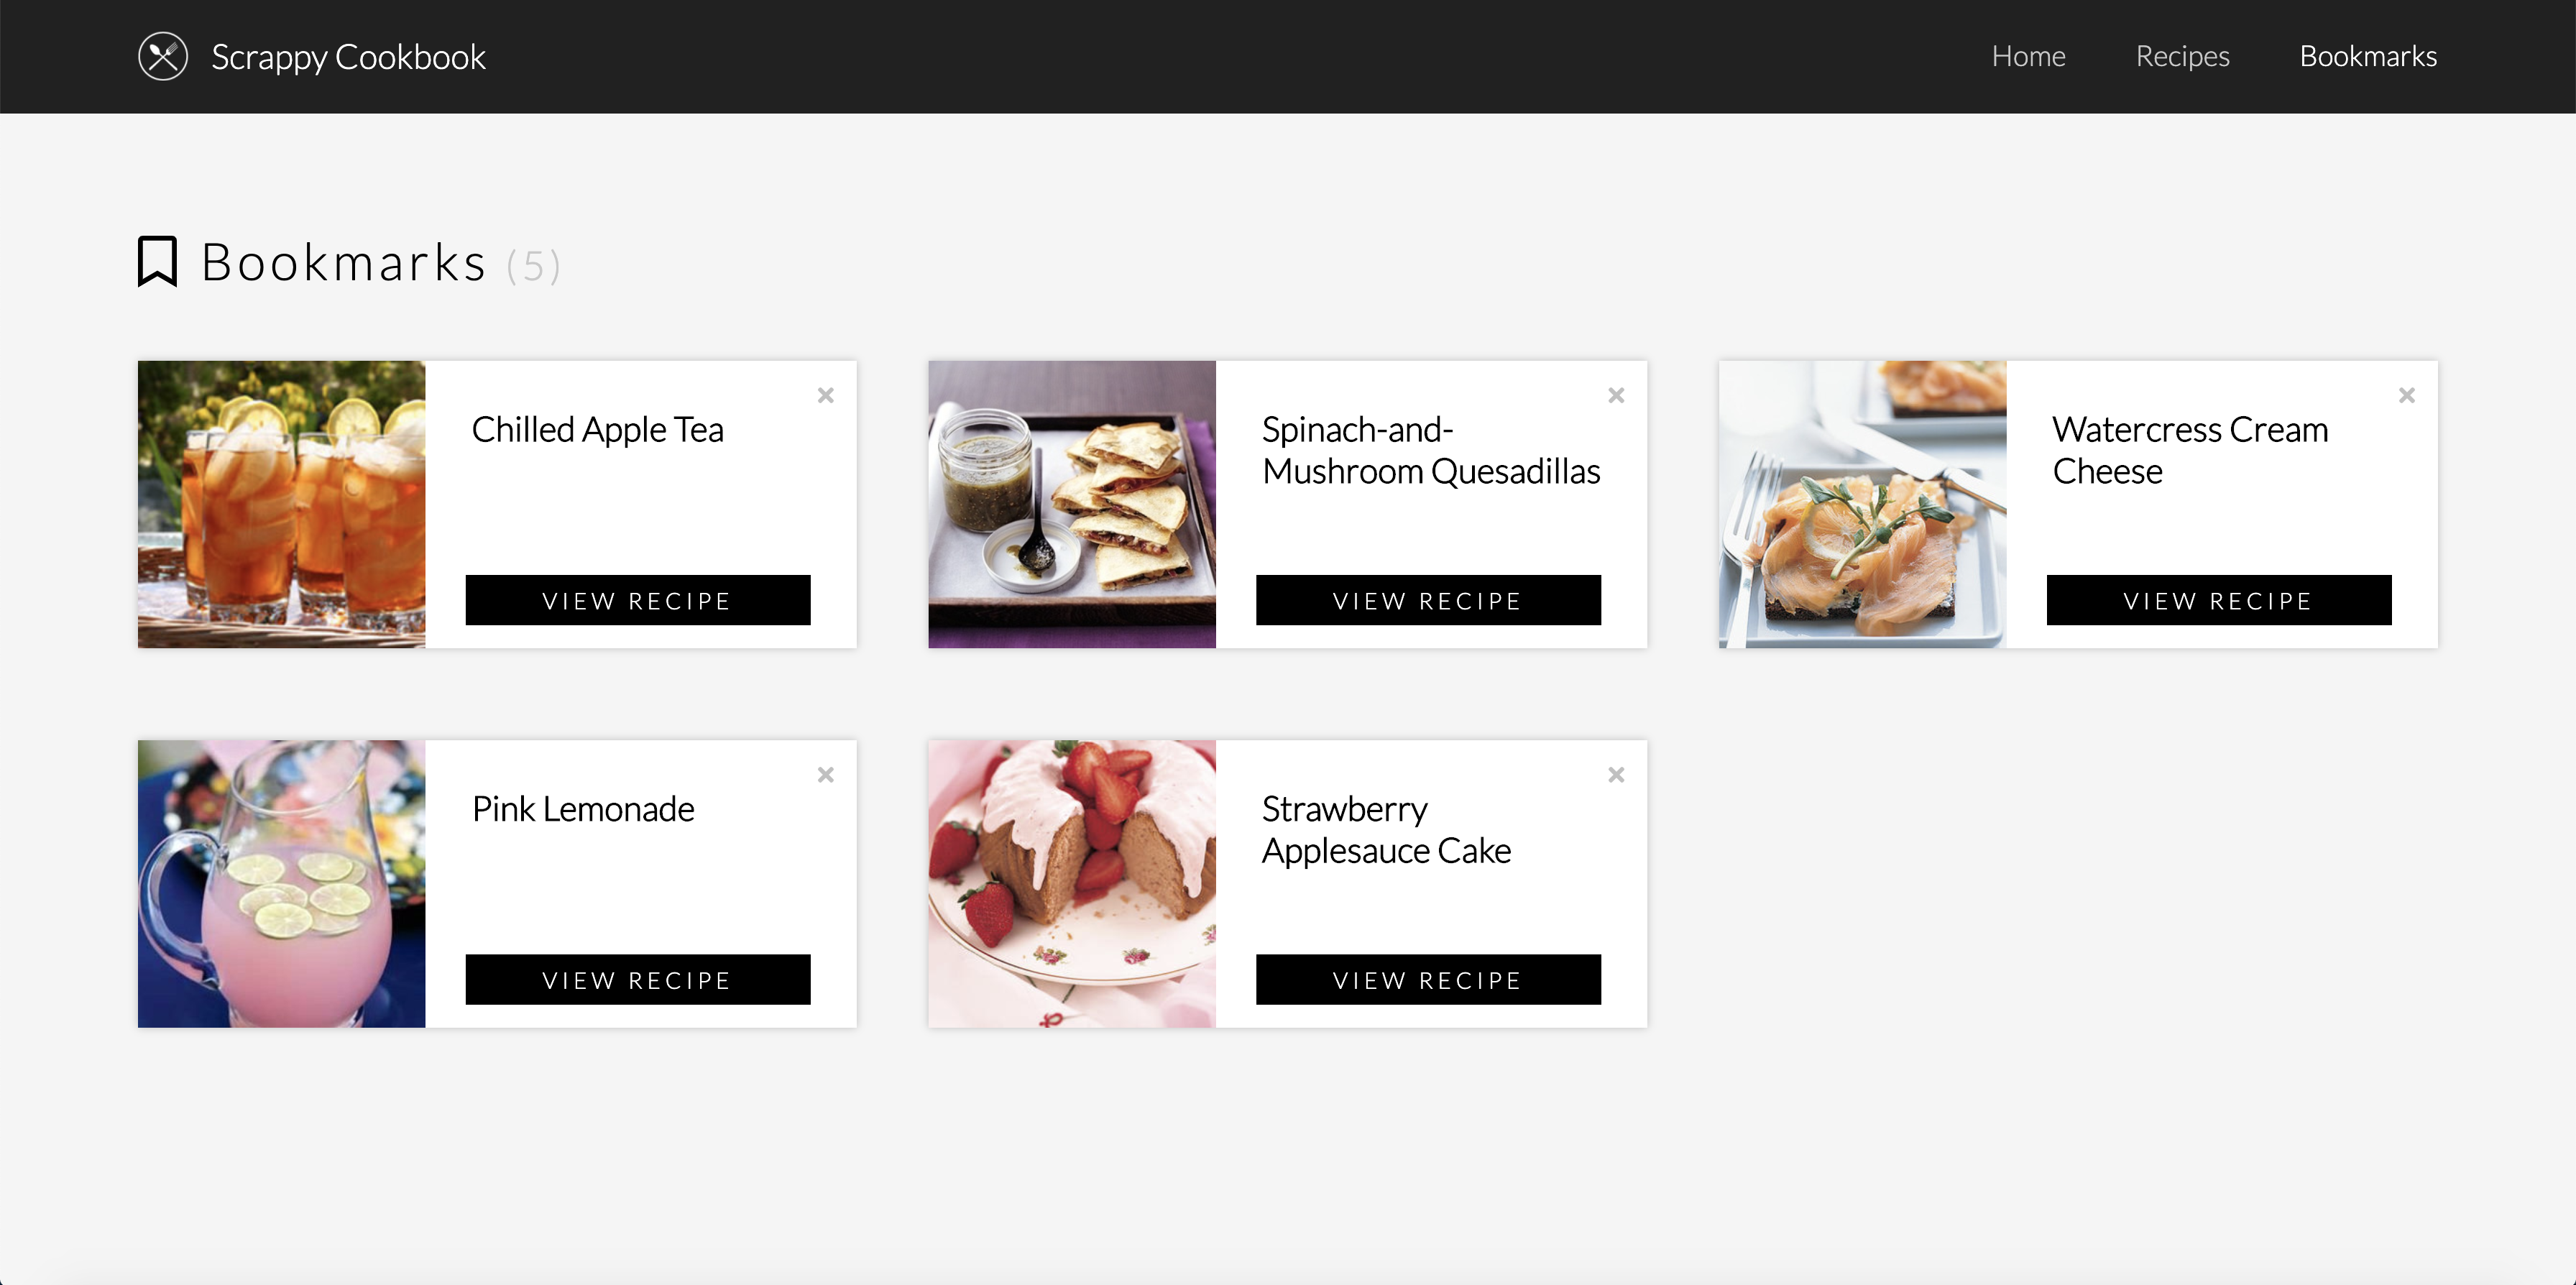 Scrappy Cookbook
Home Recipes Bookmarks
Bookmarks (5)
Chilled Apple Tea
VIEW RECIPE
Spinach-and-
Mushroom Quesadillas
VIEW RECIPE
Watercress Cream
Cheese
VIEW RECIPE
Pink Lemonade
VIEW RECIPE
Strawberry
Applesauce Cake
VIEW RECIPE